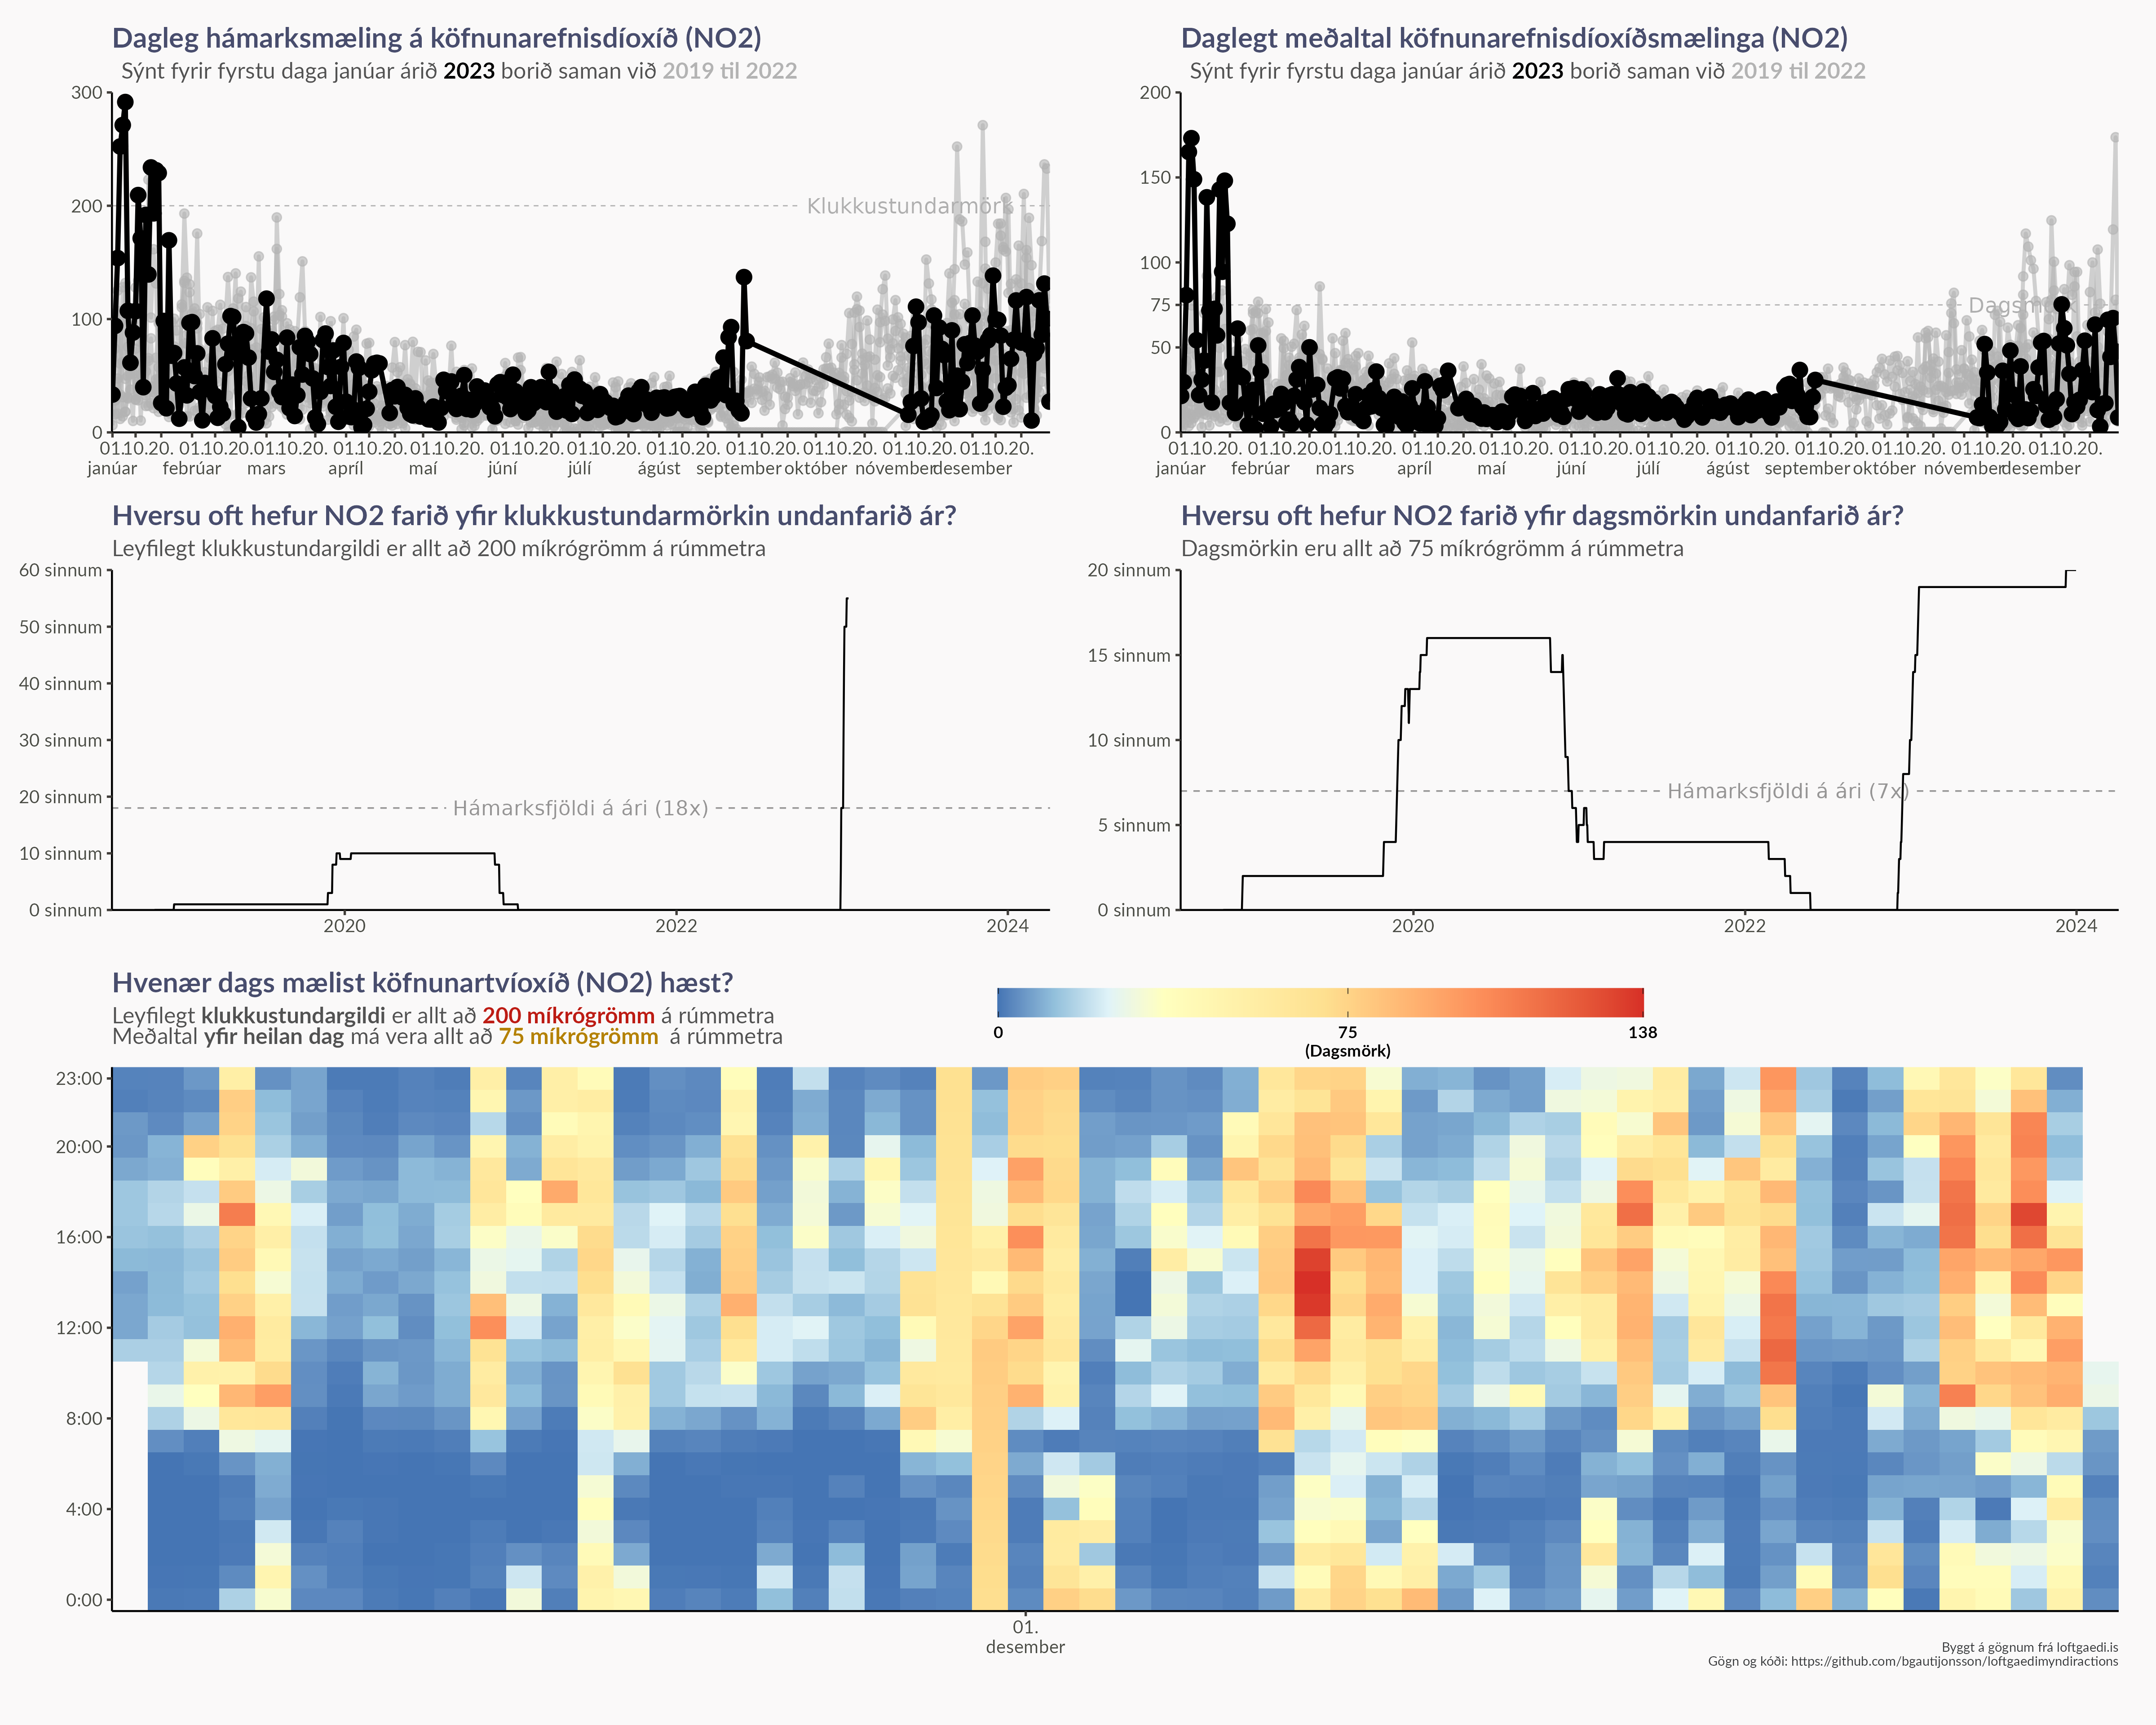 Dagleg hámarksmæling á köfnunarefnisdíoxíð (NO2)
Sýnt fyrir fyrstu daga janúar árið 2023 borið saman við 2019 til 2022
300
200
100
0
Klukkustundarmörk
01.10.20. 01.10.20. 01.10.20. 01.10.20. 01.10.20. 01.10.20. 01.10.20. 01.10.20. 01.10.20. 01.10.20. 01.10.20. 01.10.20.
janúar febrúar mars apríl maí júní júlí ágúst september október nóvember desember
Daglegt meðaltal köfnunarefnisdíoxíðsmælinga (NO2)
Sýnt fyrir fyrstu daga janúar árið 2023 borið saman við 2019 til 2022
200
150
100
75
50
0
01.10.20. 01.10.20. 01.10.20. 01.10.20. 01.10.20. 01.10.20. 01.10.20. 01.10.20. 01.10.20. 01.10.20. 01.10.20. 01.10.20.
janúar febrúar mars apríl maí júní júlí ágúst september október nóvember desember
Hversu oft hefur NO2 farið yfir klukkustundarmörkin undanfarið ár?
Leyfilegt klukkustundargildi er allt að 200 míkrógrömm á rúmmetra
60 sinnum
50 sinnum
40 sinnum
30 sinnum
20 sinnum
10 sinnum
0 sinnum
Hámarksfjöldi á ári (18x)
2020 2022 2024
Hversu oft hefur NO2 farið yfir dagsmörkin undanfarið ár?
Dagsmörkin eru allt að 75 míkrógrömm á rúmmetra
20 sinnum
15 sinnum
10 sinnum
5 sinnum
0 sinnum
Hámarksfjöldi á ári (7x)
2020 2022 2024
Hvenær dags mælist köfnunartvíoxíð (NO2) hæst?
Leyfilegt klukkustundargildi er allt að 200 míkrógrömm á rúmmetra
Meðaltal yfir heilan dag má vera allt að 75 míkrógrömm á rúmmetra
0 75 138
(Dagsmörk)
23:00
20:00
16:00
12:00
8:00
4:00
0:00
01.
desember
Byggt á gögnum frá loftgaedi.is
Gögn og kóði: https://github.com/bgautijonsson/loftgaedimyndiractions